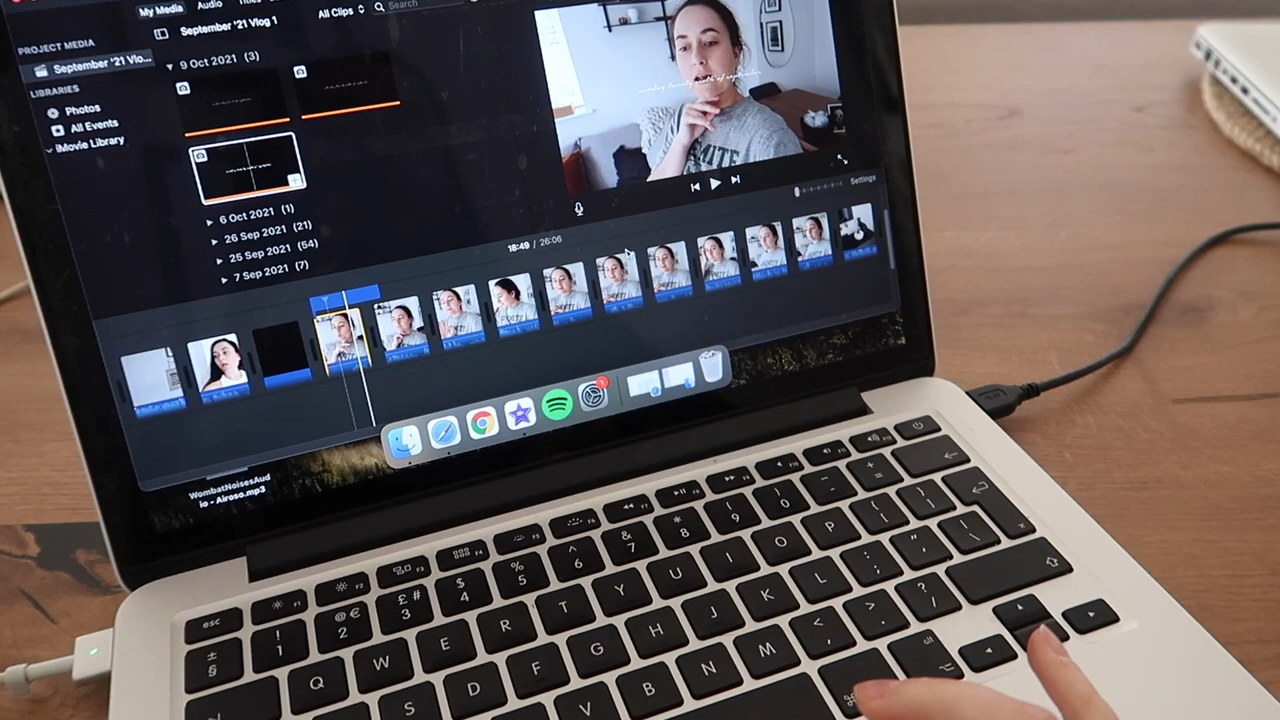 My Media
Audio
Titles
September '21 Vlog 1
All Clips
Search
PROJECT MEDIA
September '21 Vlo...
LIBRARIES
Photos
All Events
iMovie Library
9 Oct 2021 (3)
6 Oct 2021 (1)
26 Sep 2021 (21)
25 Sep 2021 (54)
7 Sep 2021 (7)
18:49 / 26:06
Settings
WombatNoisesAud
io - Airoso.mp3
esc F1 F2 F3 F4 F5 F6 F7 F8 F9 F10 F11 F12
± § ! 1 @ € 2 £ # 3 $ 4 % 5 ^ 6 & 7 * 8 ( 9 ) 0 _ - + =
Q W E R T Y U I O P { [ } ]
S D F G H J K L : ; " ' | \
V B N M < , > . ? /
⌘ alt ⌥